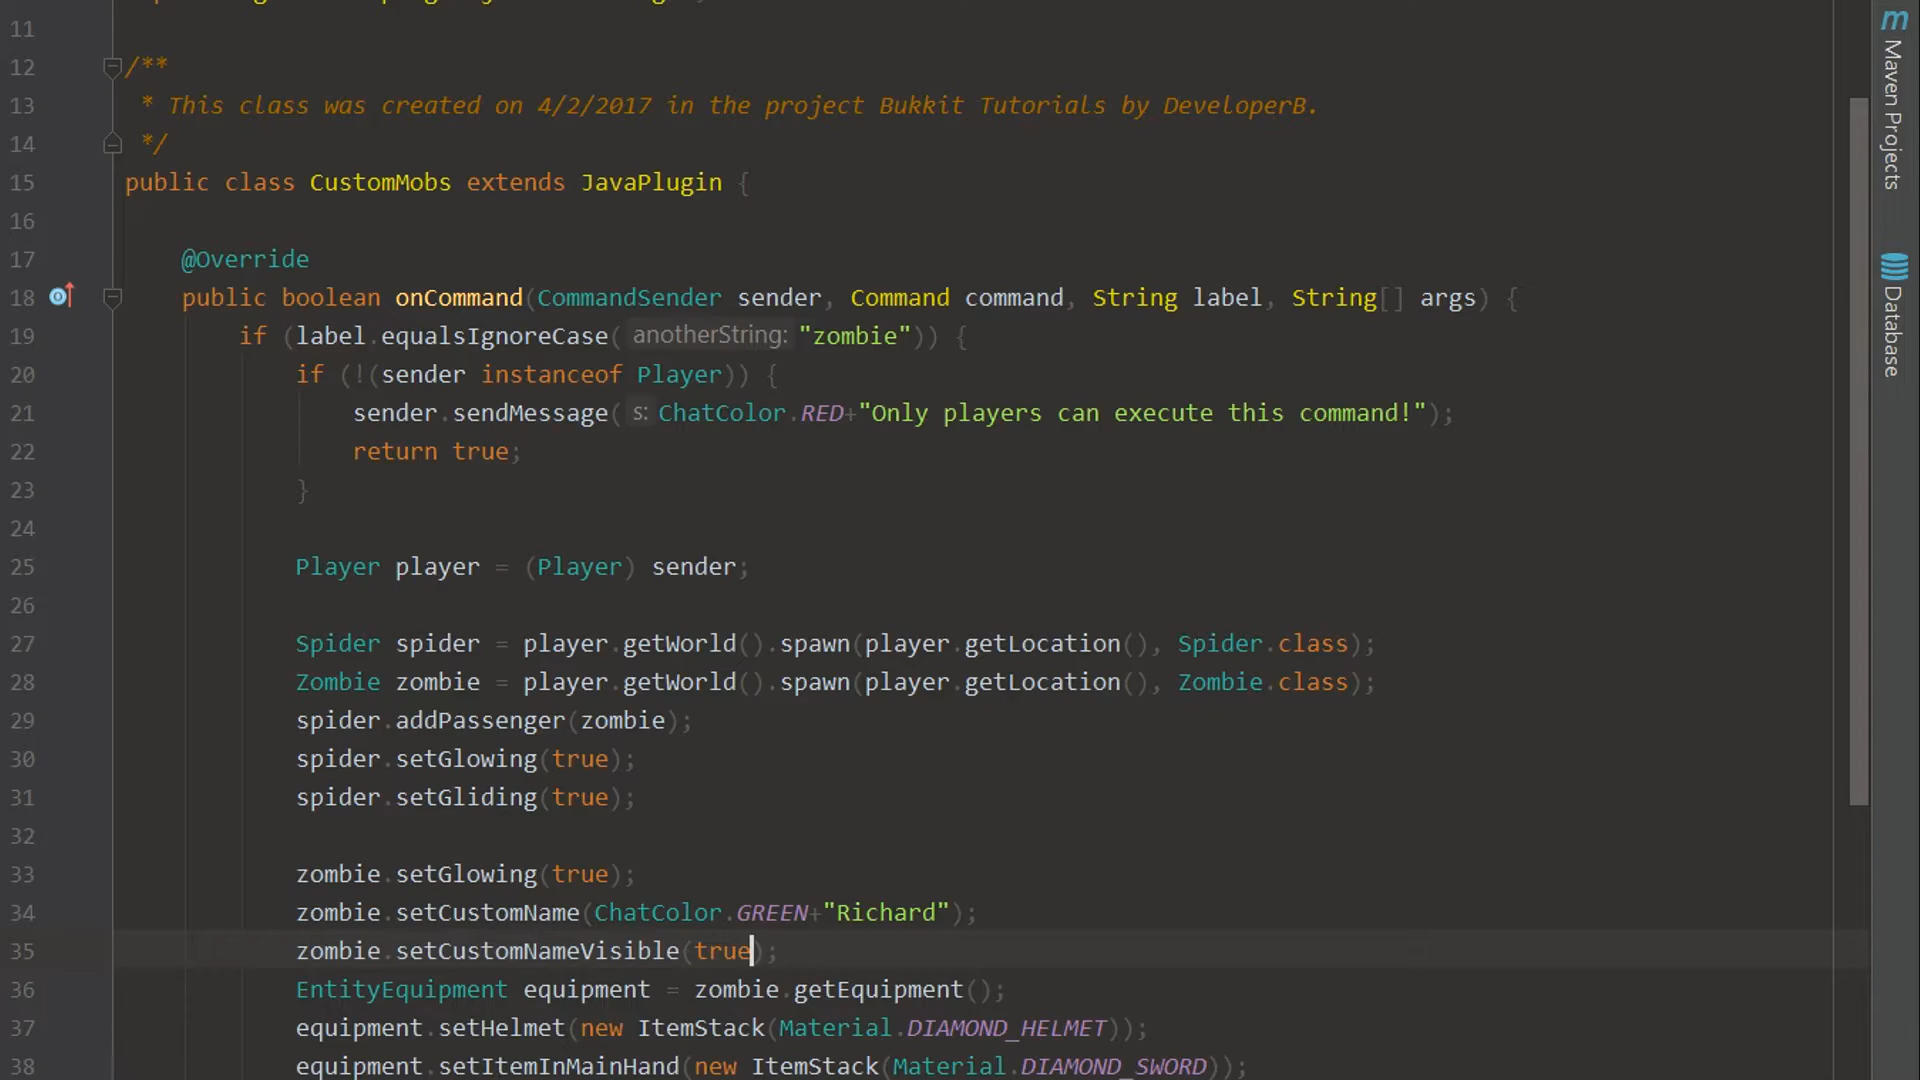 11
12 /**
13 * This class was created on 4/2/2017 in the project Bukkit Tutorials by DeveloperB.
14 */
15 public class CustomMobs extends JavaPlugin {
16
17 @Override
18 public boolean onCommand(CommandSender sender, Command command, String label, String[] args) {
19 if (label.equalsIgnoreCase( anotherString: "zombie")) {
20 if (!(sender instanceof Player)) {
21 sender.sendMessage( s: ChatColor.RED+"Only players can execute this command!");
22 return true;
23 }
24
25 Player player = (Player) sender;
26
27 Spider spider = player.getWorld().spawn(player.getLocation(), Spider.class);
28 Zombie zombie = player.getWorld().spawn(player.getLocation(), Zombie.class);
29 spider.addPassenger(zombie);
30 spider.setGlowing(true);
31 spider.setGliding(true);
32
33 zombie.setGlowing(true);
34 zombie.setCustomName(ChatColor.GREEN+"Richard");
35 zombie.setCustomNameVisible(true);
36 EntityEquipment equipment = zombie.getEquipment();
37 equipment.setHelmet(new ItemStack(Material.DIAMOND_HELMET));
38 equipment.setItemInMainHand(new ItemStack(Material.DIAMOND_SWORD));
m Maven Projects
Database